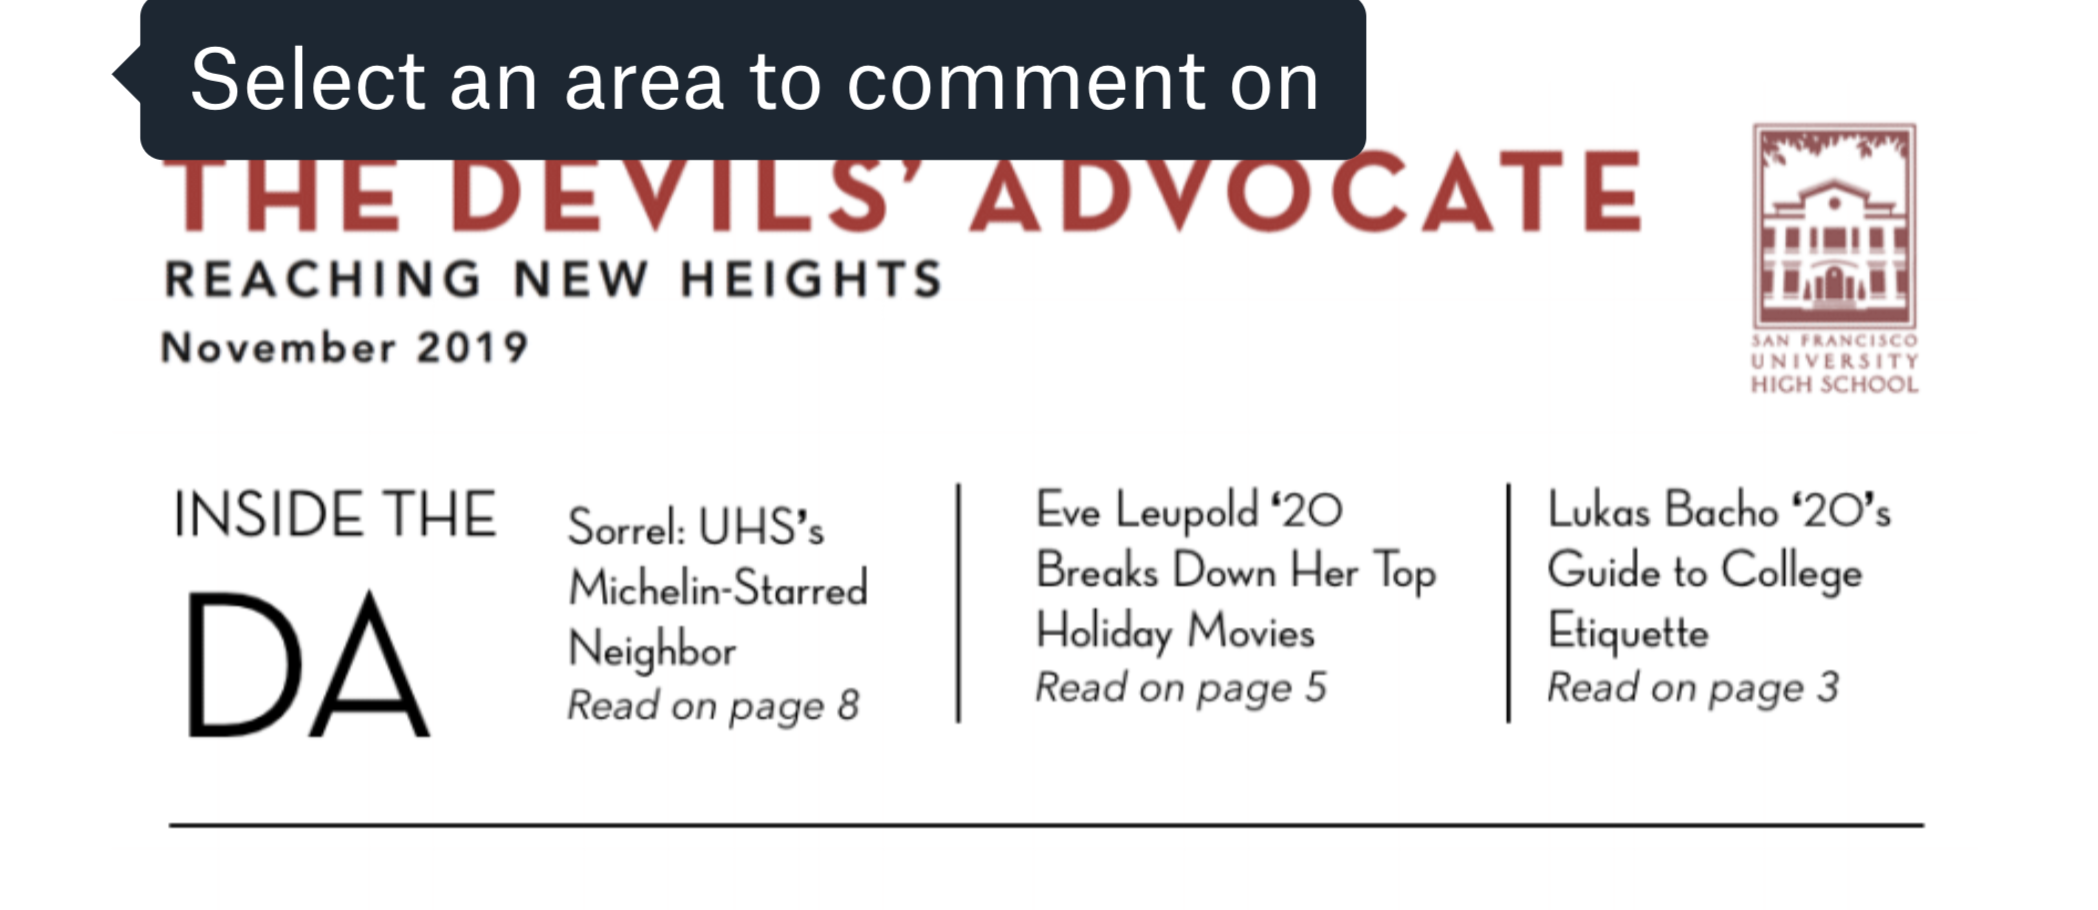 Select an area to comment on
THE DEVILS’ ADVOCATE
REACHING NEW HEIGHTS
November 2019
SAN FRANCISCO
UNIVERSITY
HIGH SCHOOL
INSIDE THE
DA
Sorrel: UHS’s
Michelin-Starred
Neighbor
Read on page 8
Eve Leupold ‘20
Breaks Down Her Top
Holiday Movies
Read on page 5
Lukas Bacho ‘20’s
Guide to College
Etiquette
Read on page 3